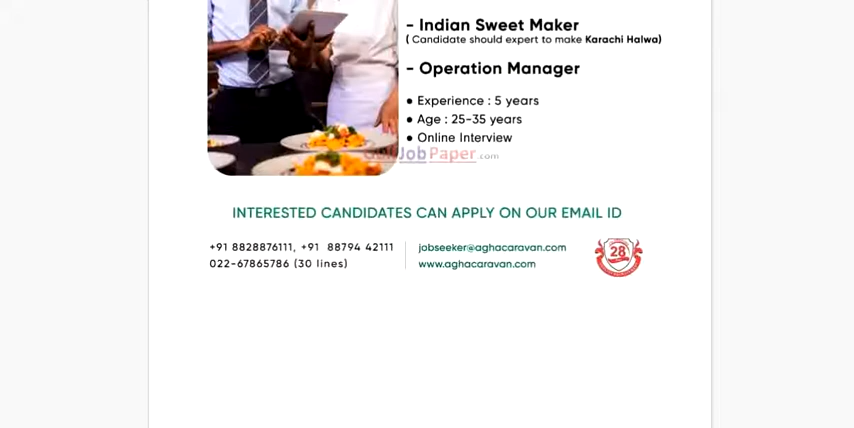 - Indian Sweet Maker
( Candidate should expert to make Karachi Halwa)
- Operation Manager
● Experience : 5 years
● Age : 25-35 years
● Online Interview
JobPaper.com
INTERESTED CANDIDATES CAN APPLY ON OUR EMAIL ID
+91 8828876111, +91 88794 42111
022-67865786 (30 lines)
jobseeker@aghacaravan.com
www.aghacaravan.com
28